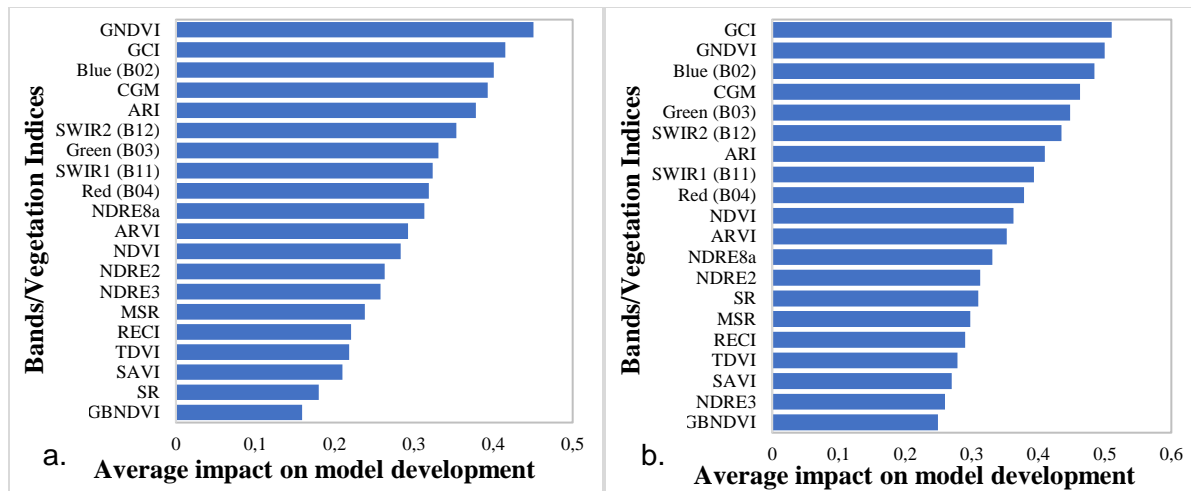 Bands/Vegetation Indices
GNDVI
GCI
Blue (B02)
CGM
ARI
SWIR2 (B12)
Green (B03)
SWIR1 (B11)
Red (B04)
NDRE8a
ARVI
NDVI
NDRE2
NDRE3
MSR
RECI
TDVI
SAVI
SR
GBNDVI
0 0,1 0,2 0,3 0,4 0,5
a. Average impact on model development
Bands/Vegetation Indices
GCI
GNDVI
Blue (B02)
CGM
Green (B03)
SWIR2 (B12)
ARI
SWIR1 (B11)
Red (B04)
NDVI
ARVI
NDRE8a
NDRE2
SR
MSR
RECI
TDVI
SAVI
NDRE3
GBNDVI
0 0,1 0,2 0,3 0,4 0,5 0,6
b. Average impact on model development